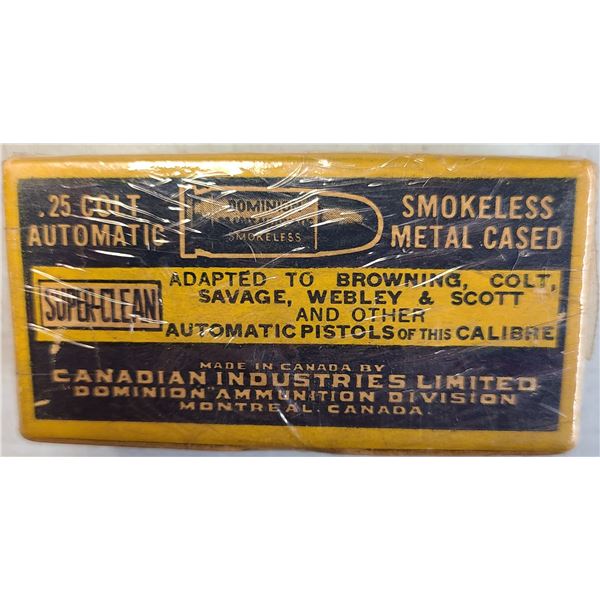 .25 COLT
AUTOMATIC
DOMINION
SMOKELESS
SMOKELESS
METAL CASED
SUPER-CLEAN
ADAPTED TO BROWNING, COLT,
SAVAGE, WEBLEY & SCOTT
AND OTHER
AUTOMATIC PISTOLS OF THIS CALIBRE
MADE IN CANADA BY
CANADIAN INDUSTRIES LIMITED
DOMINION AMMUNITION DIVISION
MONTREAL. CANADA.